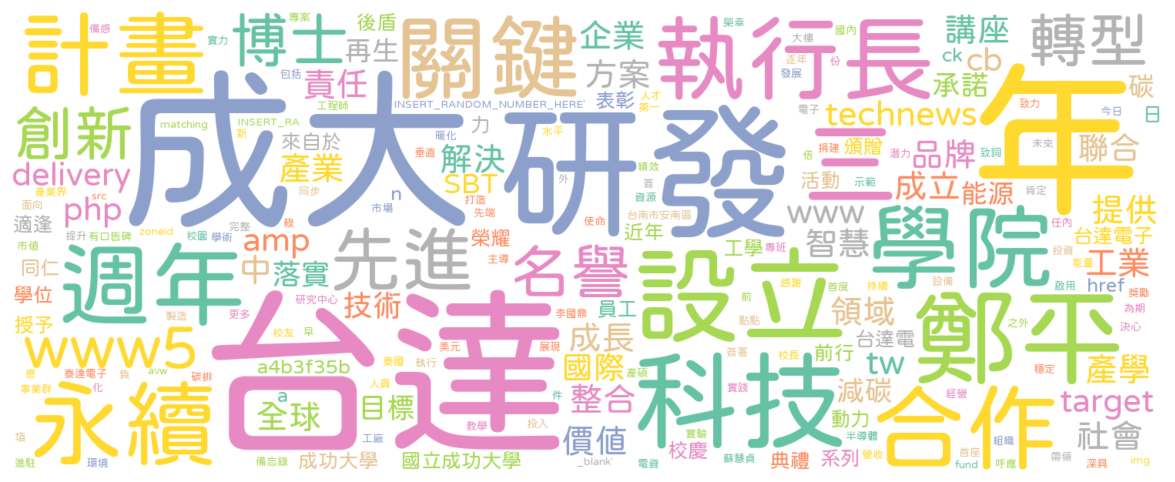 計畫
備感
博士
實力
專案
後盾
關鍵
企業
榮幸
執行長
大樓
國內
講座
轉型
再生
方案
逐年
份
ck
cb
包括
責任
發展
承諾
碳
創新
工程師
INSERT_RANDOM_NUMBER_HERE'
表彰
人才
第一
電子
technews
年
致力
今日
日
matching
INSERT_RA
新
成大研發
三
力
暖化
水平
倍
捐建
頒贈
潛力
品牌
致詞
未來
聯合
來自於
垂直
解決
績效
delivery
產業
外
活動
示範
成立
能源
肯定
產業界
src
同步
SBT
打造
資源
簽
面向
php
n
先端
使命
台南市安南區
www
提供
適逢
有口皆碑
zoneid
完整
市場
綠
近年
學院
任內
市值
提升
校園
學術
amp
先進
榮耀
主導
工學
專班
智慧
台達電子
週年
中
落實
名譽
設立
感謝
首度
持續
設備
投資
能量
工業
同仁
學位
研究中心
技術
員工
前
領域
啟用
href
獎勵
授予
製造
更多
台達
李國鼎
成長
點點
台達電
鄭平
之外
為期
決心
www5
校友
早
泰國
美元
執行
展現
國際
簽署
校長
前行
tw
穩定
產學
億
泰達電子
avw
碳排
a4b3f35b
人員
產碩
科技
實踐
減碳
事業群
化
負
a
全球
目標
件
整合
經營
合作
target
永續
項
工廠
教學
投入
價值
動力
半導體
組織
社會
實驗
校慶
營收
首座
帶領
進駐
環境
備忘錄
成功大學
國立成功大學
_blank'
電資
蘇慧貞
典禮
系列
fund
呼應
深具
img